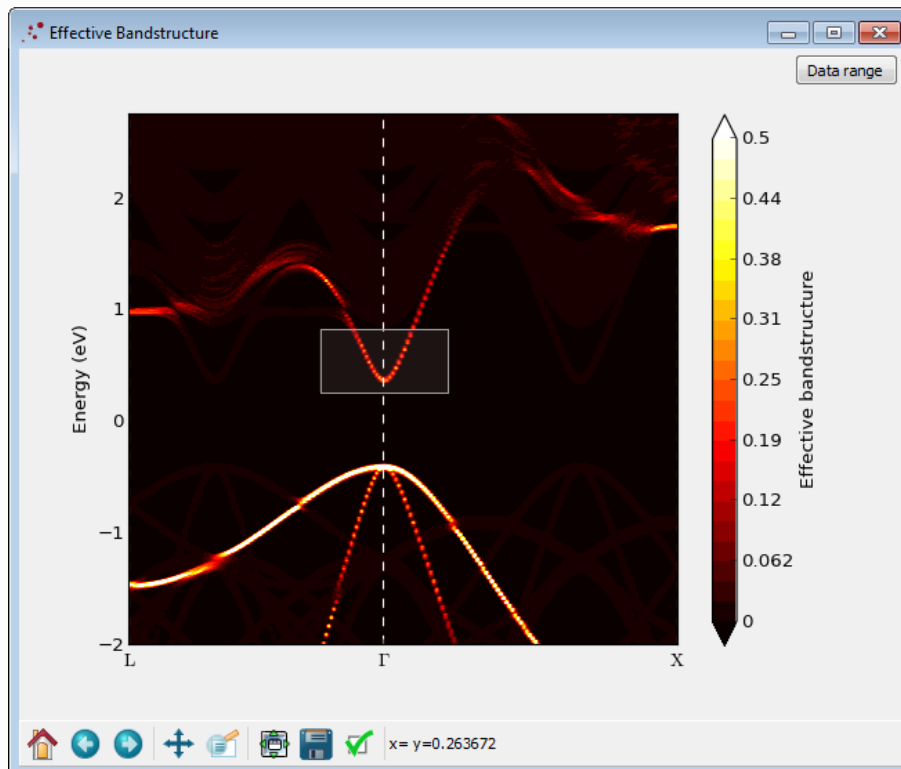 Effective Bandstructure
Data range
Energy (eV)
2
1
0
−1
−2
L
Γ
X
0.5
0.44
0.38
0.31
0.25
0.19
0.12
0.062
0
Effective bandstructure
x= y=0.263672